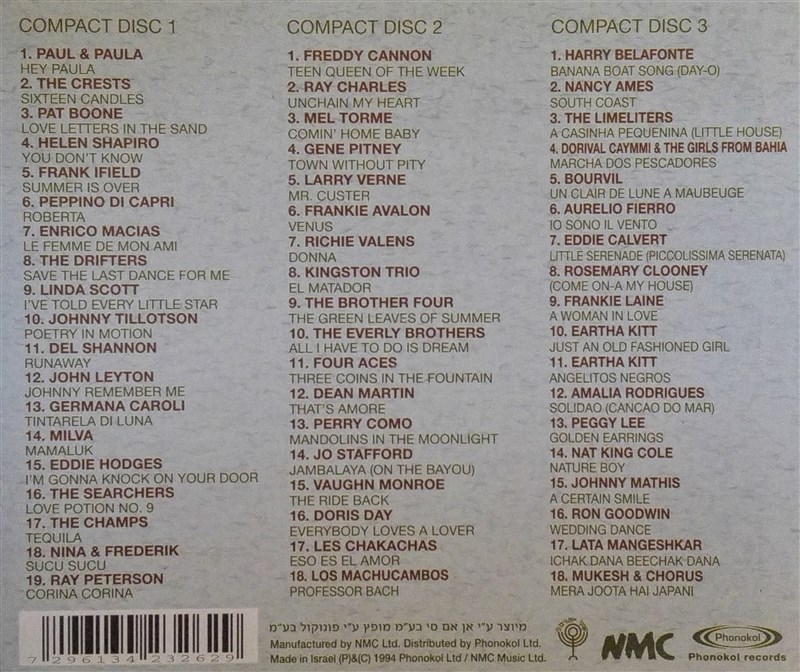 COMPACT DISC 1
1. PAUL & PAULA
HEY PAULA
2. THE CRESTS
SIXTEEN CANDLES
3. PAT BOONE
LOVE LETTERS IN THE SAND
4. HELEN SHAPIRO
YOU DON'T KNOW
5. FRANK IFIELD
SUMMER IS OVER
6. PEPPINO DI CAPRI
ROBERTA
7. ENRICO MACIAS
LE FEMME DE MON AMI
8. THE DRIFTERS
SAVE THE LAST DANCE FOR ME
9. LINDA SCOTT
I'VE TOLD EVERY LITTLE STAR
10. JOHNNY TILLOTSON
POETRY IN MOTION
11. DEL SHANNON
RUNAWAY
12. JOHN LEYTON
JOHNNY REMEMBER ME
13. GERMANA CAROLI
TINTARELA DI LUNA
14. MILVA
MAMALUK
15. EDDIE HODGES
I'M GONNA KNOCK ON YOUR DOOR
16. THE SEARCHERS
LOVE POTION NO. 9
17. THE CHAMPS
TEQUILA
18. NINA & FREDERIK
SUCU SUCU
19. RAY PETERSON
CORINA CORINA
COMPACT DISC 2
1. FREDDY CANNON
TEEN QUEEN OF THE WEEK
2. RAY CHARLES
UNCHAIN MY HEART
3. MEL TORME
COMIN' HOME BABY
4. GENE PITNEY
TOWN WITHOUT PITY
5. LARRY VERNE
MR. CUSTER
6. FRANKIE AVALON
VENUS
7. RICHIE VALENS
DONNA
8. KINGSTON TRIO
EL MATADOR
9. THE BROTHER FOUR
THE GREEN LEAVES OF SUMMER
10. THE EVERLY BROTHERS
ALL I HAVE TO DO IS DREAM
11. FOUR ACES
THREE COINS IN THE FOUNTAIN
12. DEAN MARTIN
THAT'S AMORE
13. PERRY COMO
MANDOLINS IN THE MOONLIGHT
14. JO STAFFORD
JAMBALAYA (ON THE BAYOU)
15. VAUGHN MONROE
THE RIDE BACK
16. DORIS DAY
EVERYBODY LOVES A LOVER
17. LES CHAKACHAS
ESO ES EL AMOR
18. LOS MACHUCAMBOS
PROFESSOR BACH
COMPACT DISC 3
1. HARRY BELAFONTE
BANANA BOAT SONG (DAY-O)
2. NANCY AMES
SOUTH COAST
3. THE LIMELITERS
A CASINHA PEQUENINA (LITTLE HOUSE)
4. DORIVAL CAYMMI & THE GIRLS FROM BAHIA
MARCHA DOS PESCADORES
5. BOURVIL
UN CLAIR DE LUNE A MAUBEUGE
6. AURELIO FIERRO
IO SONO IL VENTO
7. EDDIE CALVERT
LITTLE SERENADE (PICCOLISSIMA SERENATA)
8. ROSEMARY CLOONEY
(COME ON-A MY HOUSE)
9. FRANKIE LAINE
A WOMAN IN LOVE
10. EARTHA KITT
JUST AN OLD FASHIONED GIRL
11. EARTHA KITT
ANGELITOS NEGROS
12. AMALIA RODRIGUES
SOLIDAO (CANCAO DO MAR)
13. PEGGY LEE
GOLDEN EARRINGS
14. NAT KING COLE
NATURE BOY
15. JOHNNY MATHIS
A CERTAIN SMILE
16. RON GOODWIN
WEDDING DANCE
17. LATA MANGESHKAR
ICHAK DANA BEECHAK DANA
18. MUKESH & CHORUS
MERA JOOTA HAI JAPANI
7 296134 232629
מיוצר ע״י אן אם סי בע״מ מופץ ע״י פונוקול בע״מ
Manufactured by NMC Ltd. Distributed by Phonokol Ltd.
Made in Israel (P)&(C) 1994 Phonokol Ltd / NMC Music Ltd.
NMC
Phonokol
Phonokol records